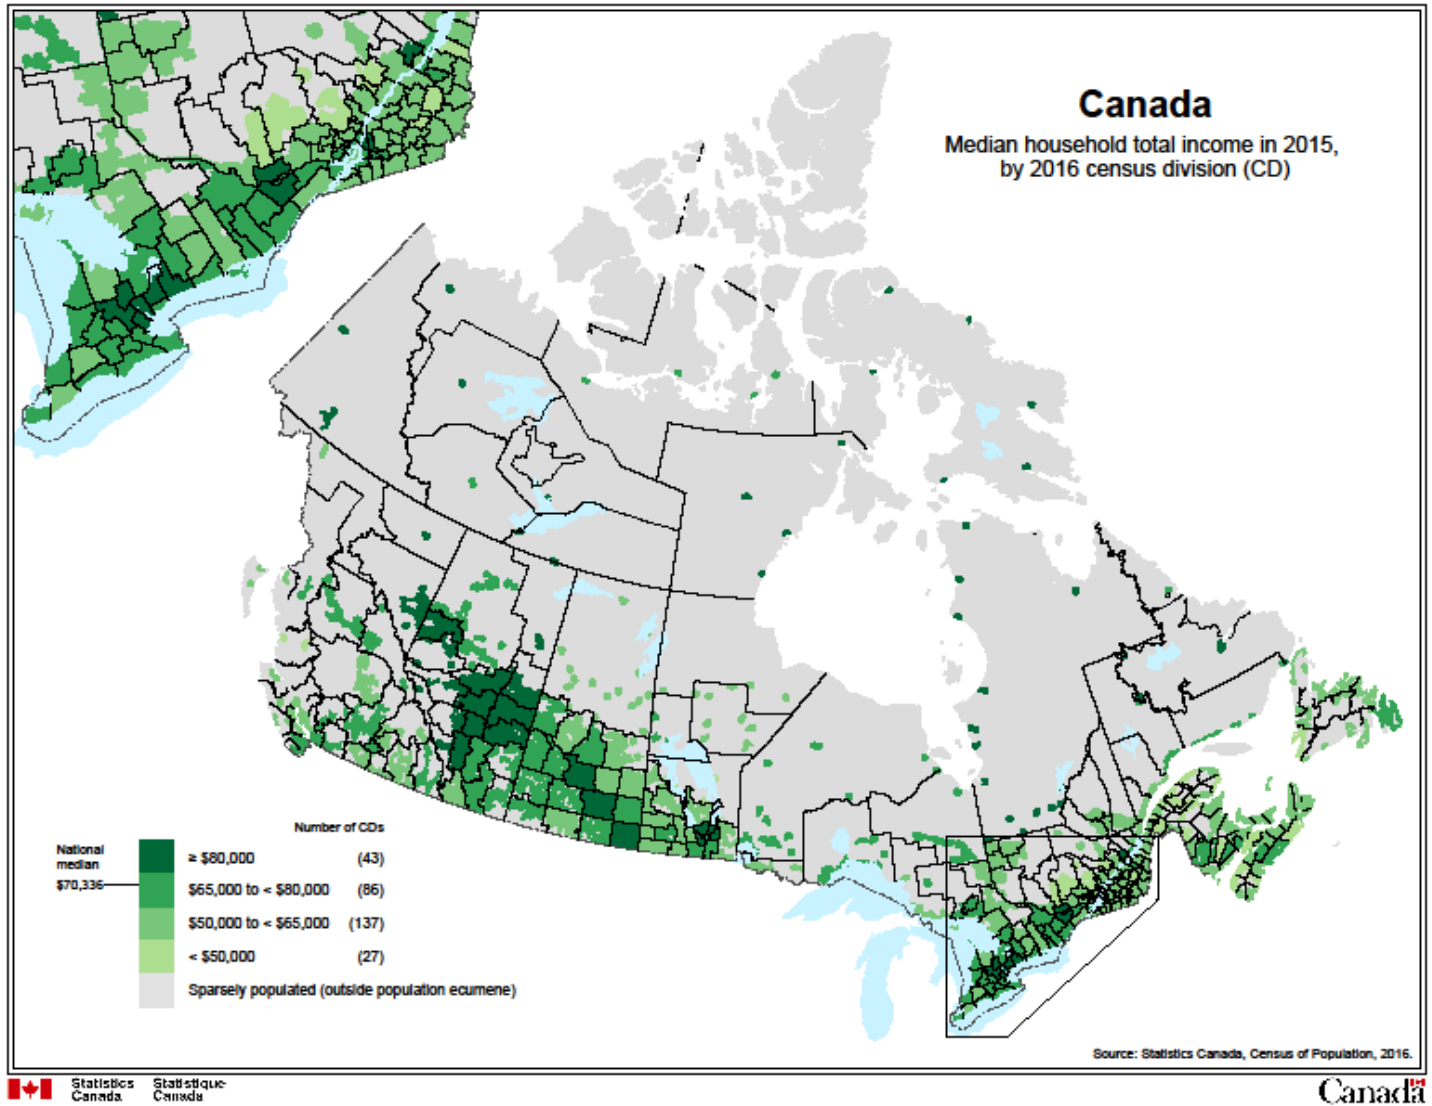 Canada
Median household total income in 2015,
by 2016 census division (CD)
Number of CDs
National
median
$70,336
≥ $80,000 (43)
$65,000 to < $80,000 (86)
$50,000 to < $65,000 (137)
< $50,000 (27)
Sparsely populated (outside population ecumene)
Source: Statistics Canada, Census of Population, 2016.
Statistics Statistique
Canada Canada
Canada